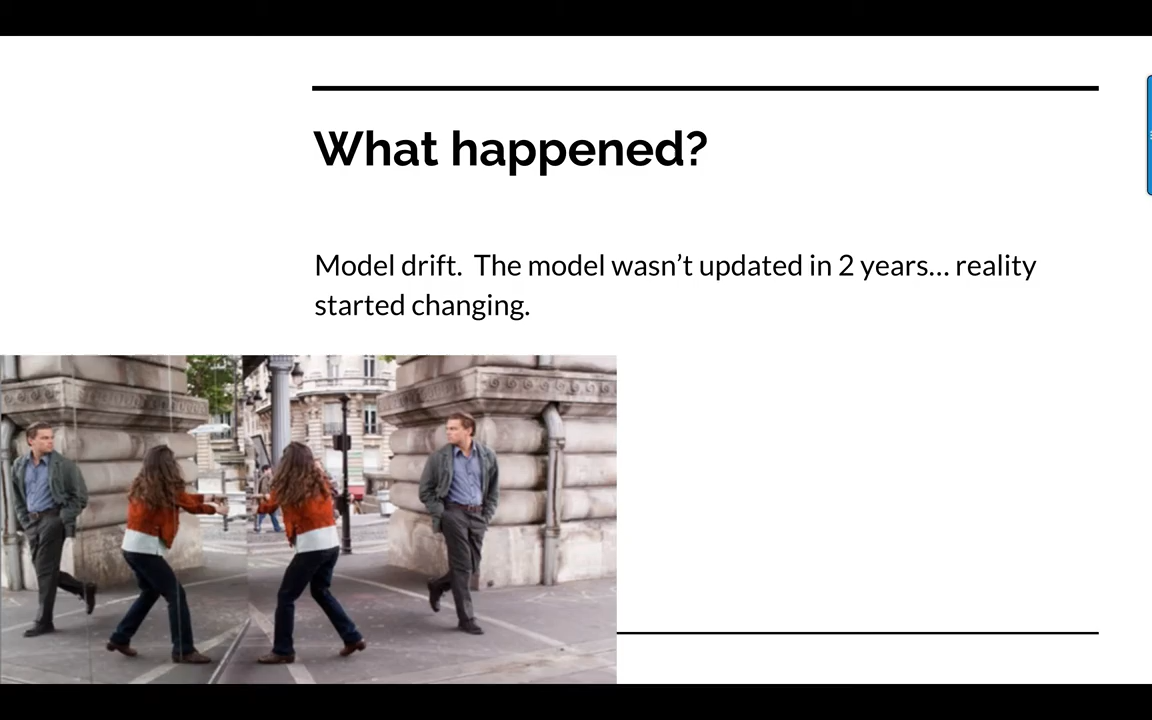 What happened?
Model drift.  The model wasn’t updated in 2 years... reality
started changing.